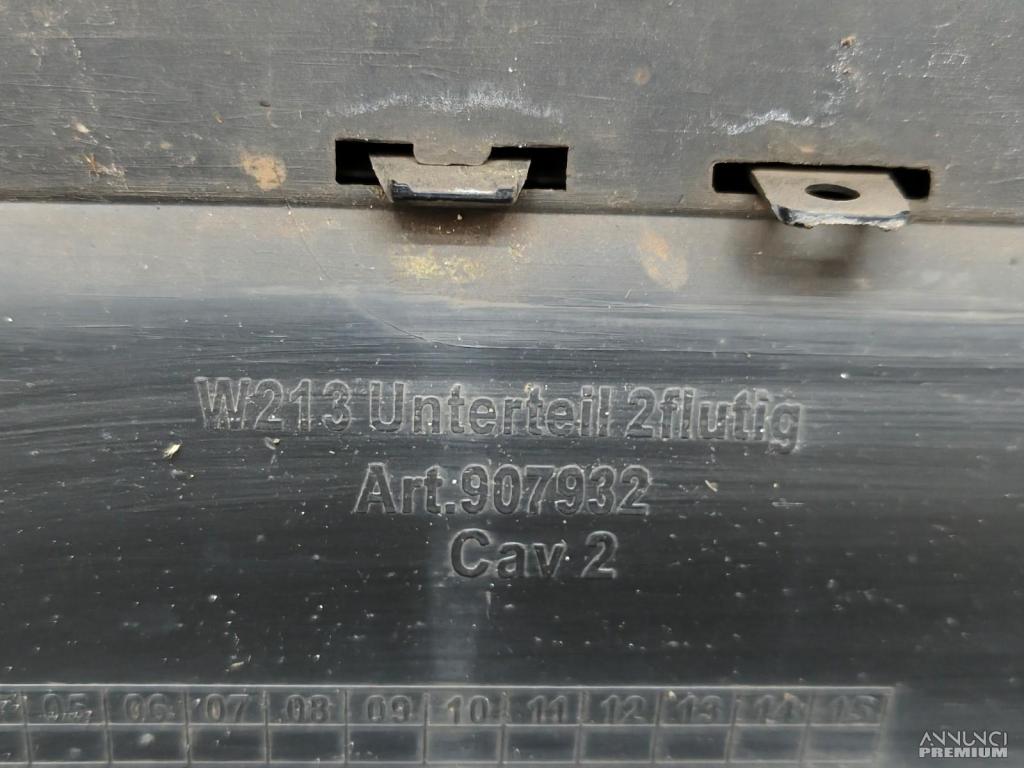 W213 Unterteil 2flutig
Art.907932
Cav 2
05 06 07 08 09 10 11 12 13 14 15
ANNUNCI
PREMIUM